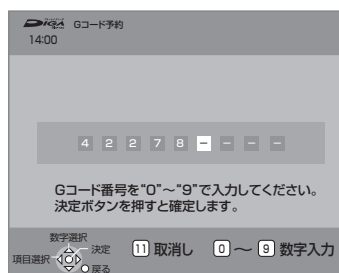 DIGA Gコード予約
14:00
4 2 2 7 8 - - - -
Gコード番号を"0"～"9"で入力してください。
決定ボタンを押すと確定します。
数字選択
決定
項目選択
戻る
11 取消し 0 ～ 9 数字入力